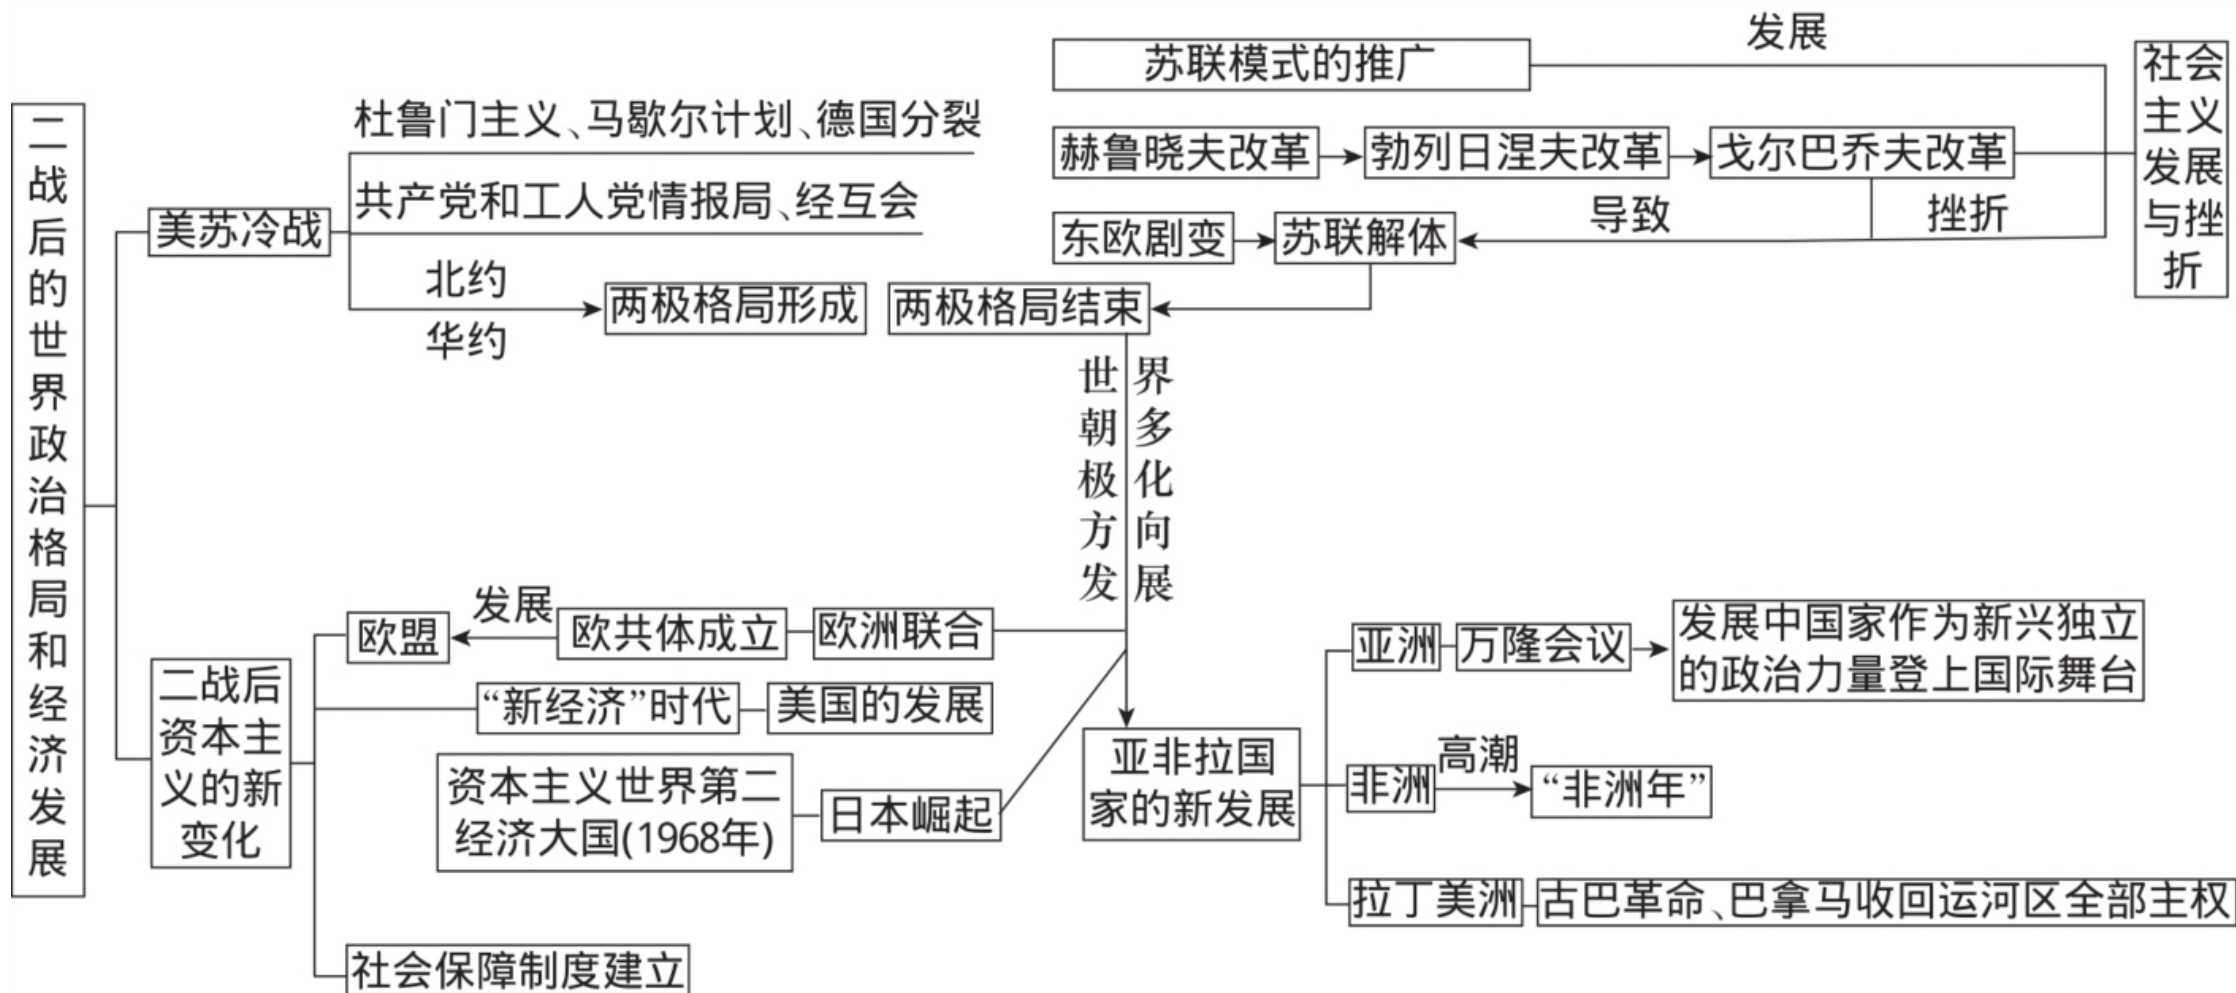 二战后的世界政治格局和经济发展
美苏冷战
杜鲁门主义、马歇尔计划、德国分裂
共产党和工人党情报局、经互会
北约
华约
两极格局形成
两极格局结束
苏联模式的推广
发展
赫鲁晓夫改革
勃列日涅夫改革
戈尔巴乔夫改革
东欧剧变
苏联解体
导致
挫折
社会
主义
发展
与挫
折
世界
朝多
极化
方向
发展
二战后
资本主
义的新
变化
欧盟
发展
欧共体成立
欧洲联合
“新经济”时代
美国的发展
资本主义世界第二
经济大国(1968年)
日本崛起
社会保障制度建立
亚非拉国
家的新发展
亚洲
万隆会议
发展中国家作为新兴独立
的政治力量登上国际舞台
非洲
高潮
“非洲年”
拉丁美洲
古巴革命、巴拿马收回运河区全部主权